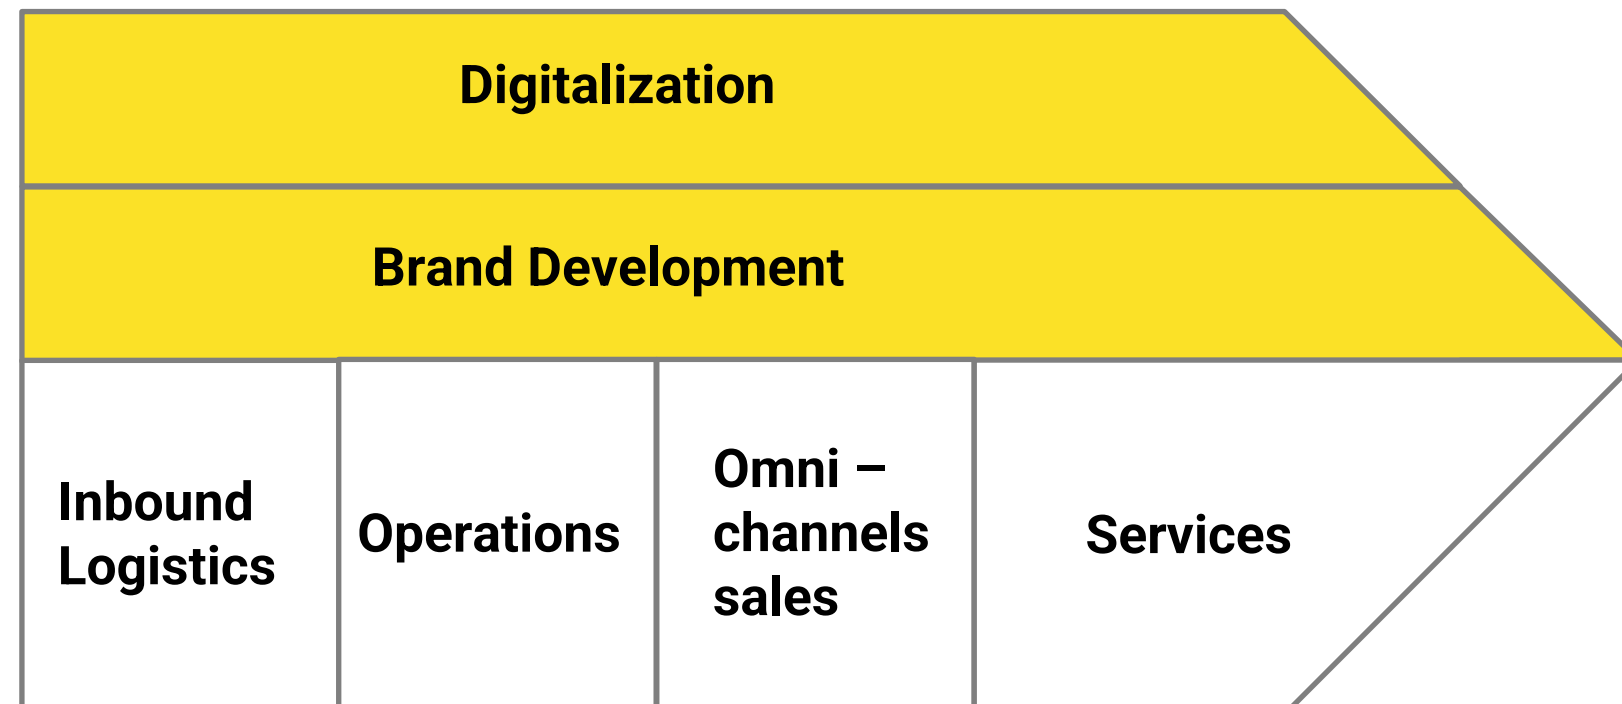 Digitalization
Brand Development
Inbound
Logistics
Operations
Omni –
channels
sales
Services